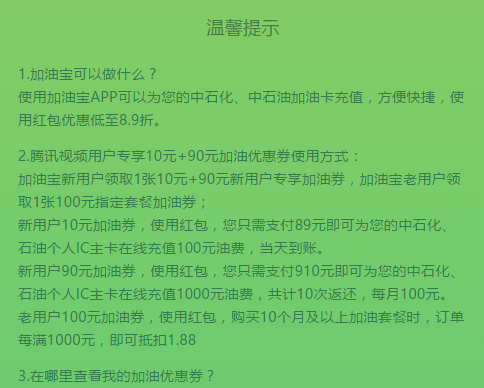 温馨提示
1.加油宝可以做什么？
使用加油宝APP可以为您的中石化、中石油加油卡充值，方便快捷，使
用红包优惠低至8.9折。
2.腾讯视频用户专享10元+90元加油优惠券使用方式：
加油宝新用户领取1张10元+90元新用户专享加油券，加油宝老用户领
取1张100元指定套餐加油券；
新用户10元加油券，使用红包，您只需支付89元即可为您的中石化、
石油个人IC主卡在线充值100元油费，当天到账。
新用户90元加油券，使用红包，您只需支付910元即可为您的中石化、
石油个人IC主卡在线充值1000元油费，共计10次返还，每月100元。
老用户100元加油券，使用红包，购买10个月及以上加油套餐时，订单
每满1000元，即可抵扣1.88
3.在哪里查看我的加油优惠券？